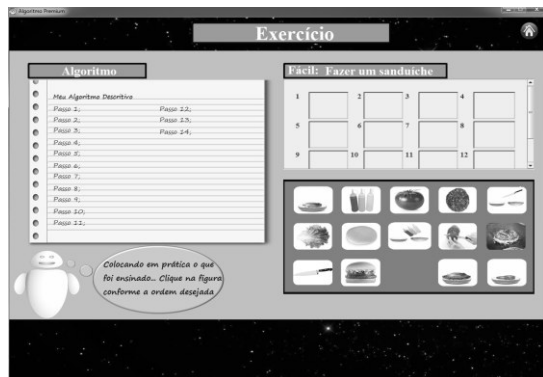 Algoritmo Premium
Exercício
Algoritmo
Meu Algoritmo Descritivo
Passo 1;
Passo 2;
Passo 3;
Passo 4;
Passo 5;
Passo 6;
Passo 7;
Passo 8;
Passo 9;
Passo 10;
Passo 11;
Passo 12;
Passo 13;
Passo 14;
Colocando em prática o que
foi ensinado... Clique na figura
conforme a ordem desejada
Fácil: Fazer um sanduíche
1 2 3 4
5 6 7 8
9 10 11 12